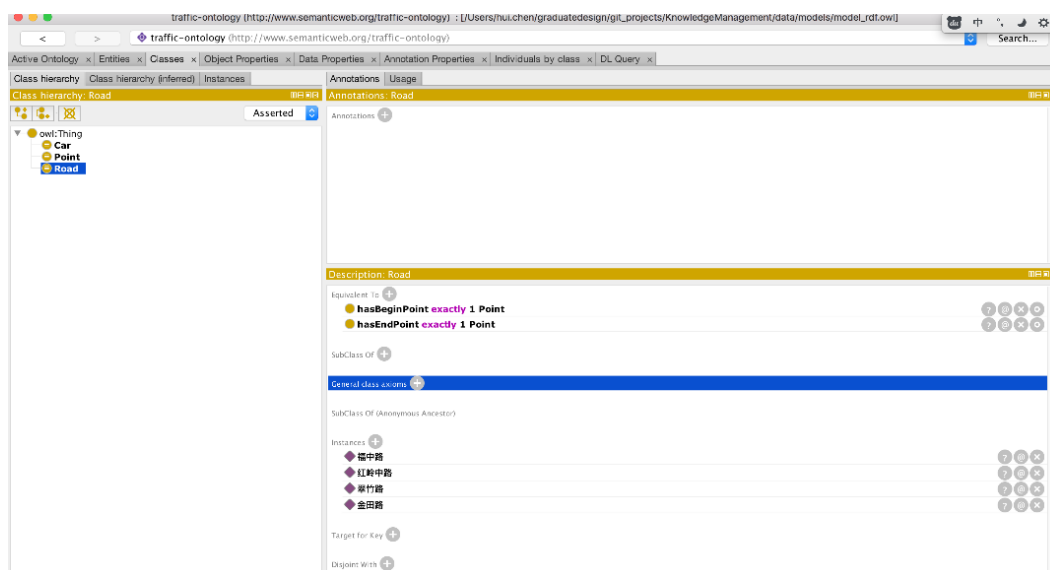 traffic-ontology (http://www.semanticweb.org/traffic-ontology) : [/Users/hui.chen/graduatedesign/git_projects/KnowledgeManagement/data/models/model_rdf.owl]
du 中 °,
< > traffic-ontology (http://www.semanticweb.org/traffic-ontology) Search...
Active Ontology × Entities × Classes × Object Properties × Data Properties × Annotation Properties × Individuals by class × DL Query ×
Class hierarchy Class hierarchy (inferred) Instances
Annotations Usage
Class hierarchy: Road
Annotations: Road
Asserted
Annotations
owl:Thing
Car
Point
Road
Description: Road
Equivalent To
hasBeginPoint exactly 1 Point
hasEndPoint exactly 1 Point
SubClass Of
General class axioms
SubClass Of (Anonymous Ancestor)
Instances
福中路
红岭中路
翠竹路
金田路
Target for Key
Disjoint With